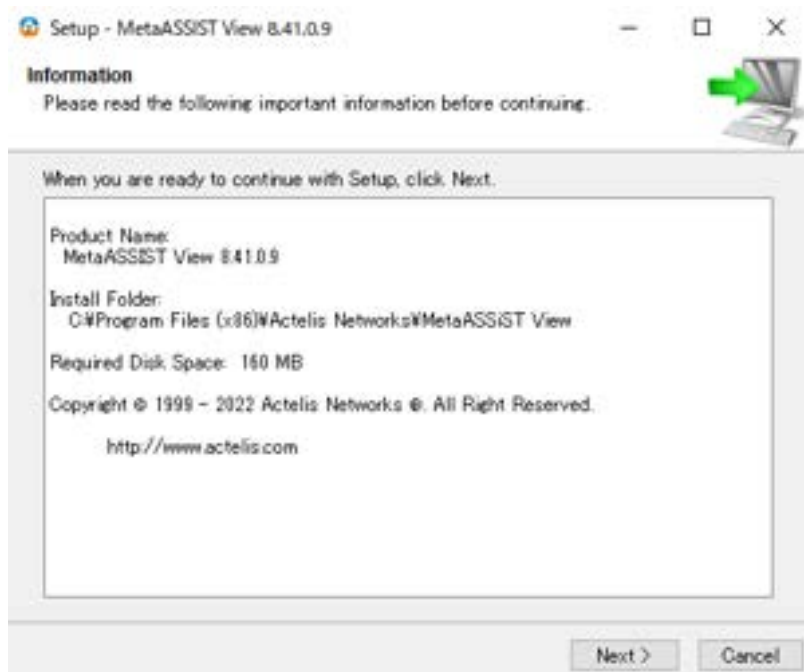 Setup - MetaASSIST View 8.41.0.9
Information
Please read the following important information before continuing.
When you are ready to continue with Setup, click Next.
Product Name:
MetaASSIST View 8.41.0.9
Install Folder:
C:¥Program Files (x86)¥Actelis Networks¥MetaASSiST View
Required Disk Space: 160 MB
Copyright © 1999 - 2022 Actelis Networks ®. All Right Reserved.
http://www.actelis.com
Next >
Cancel